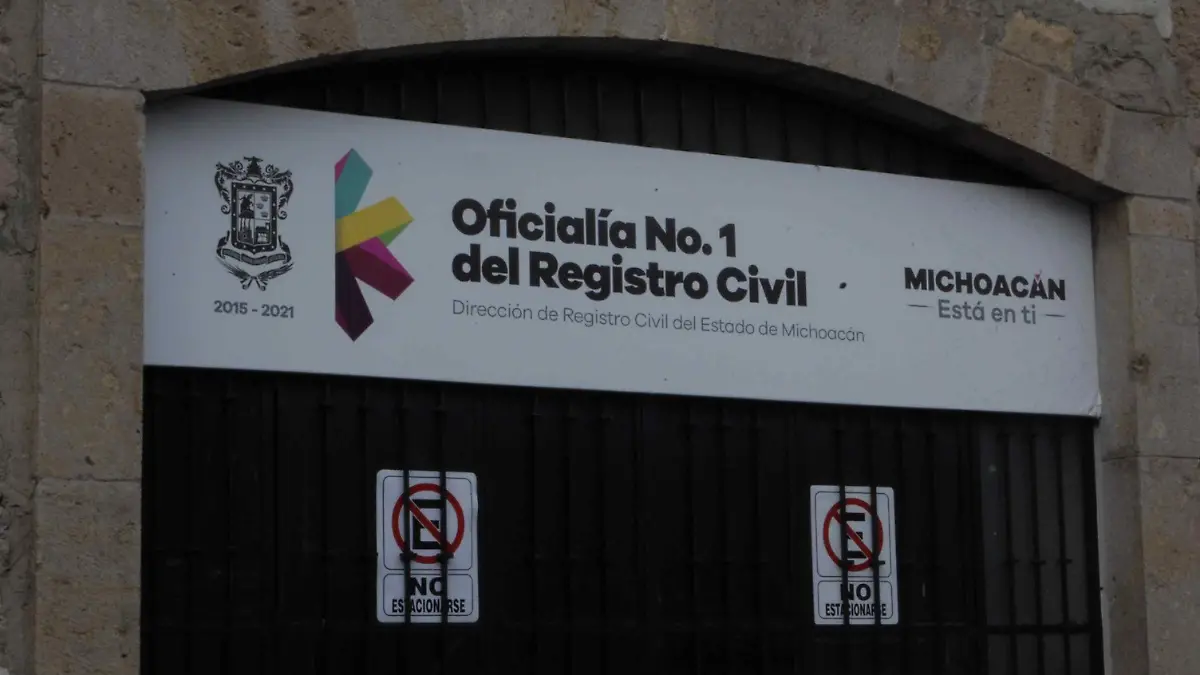 2015 - 2021
Oficialía No. 1
del Registro Civil
Dirección de Registro Civil del Estado de Michoacán
MICHOACÁN
Está en ti
E
NO
ESTACIONARSE
E
NO
ESTACIONARSE